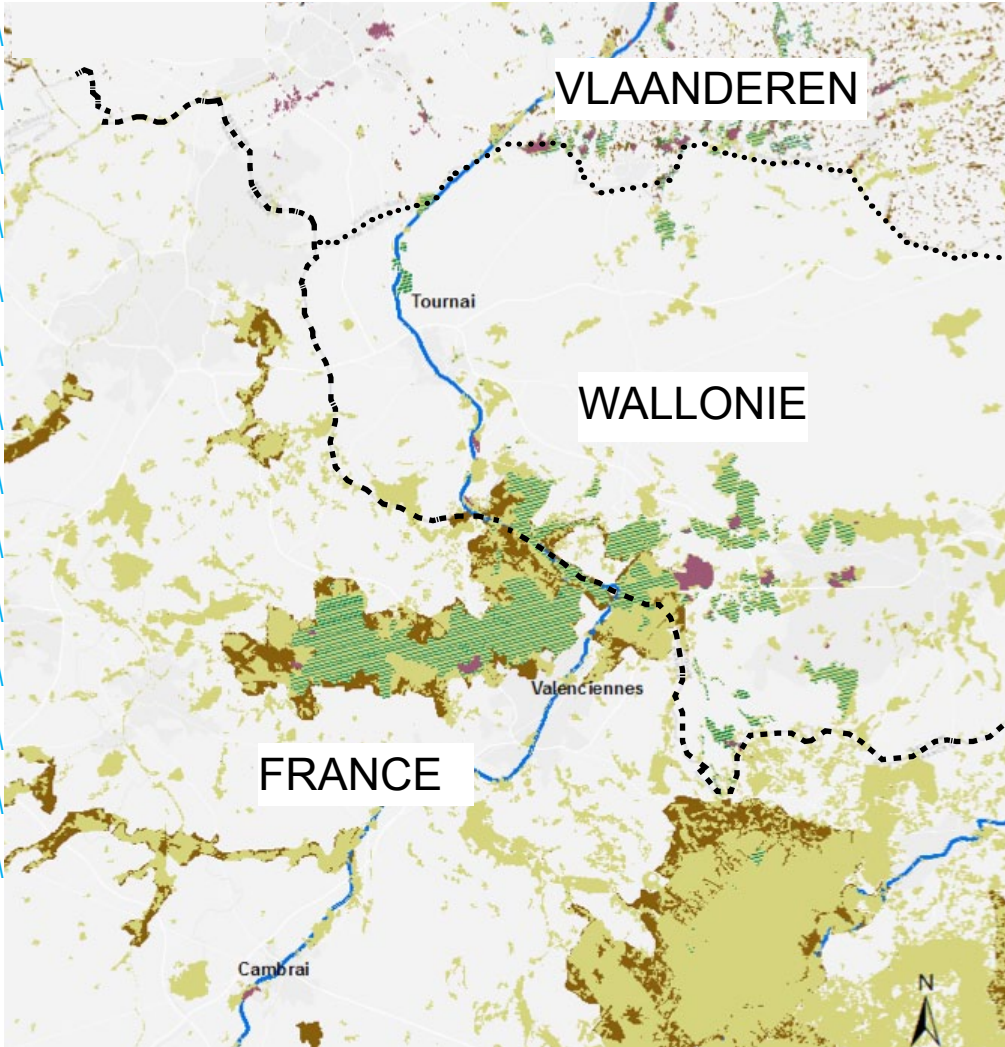 VLAANDEREN
Tournai
WALLONIE
Valenciennes
FRANCE
Cambrai
N